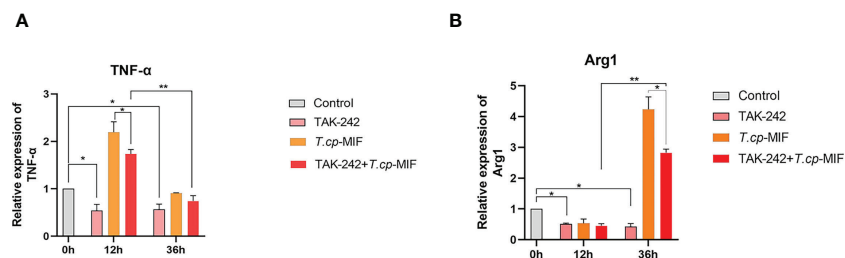 A
TNF-α
Relative expression of
TNF-α
3
2
1
0
*
*
*
**
0h
12h
36h
Control
TAK-242
T.cp-MIF
TAK-242+T.cp-MIF
B
Arg1
Relative expression of
Arg1
5
4
3
2
1
0
*
*
**
*
0h
12h
36h
Control
TAK-242
T.cp-MIF
TAK-242+T.cp-MIF